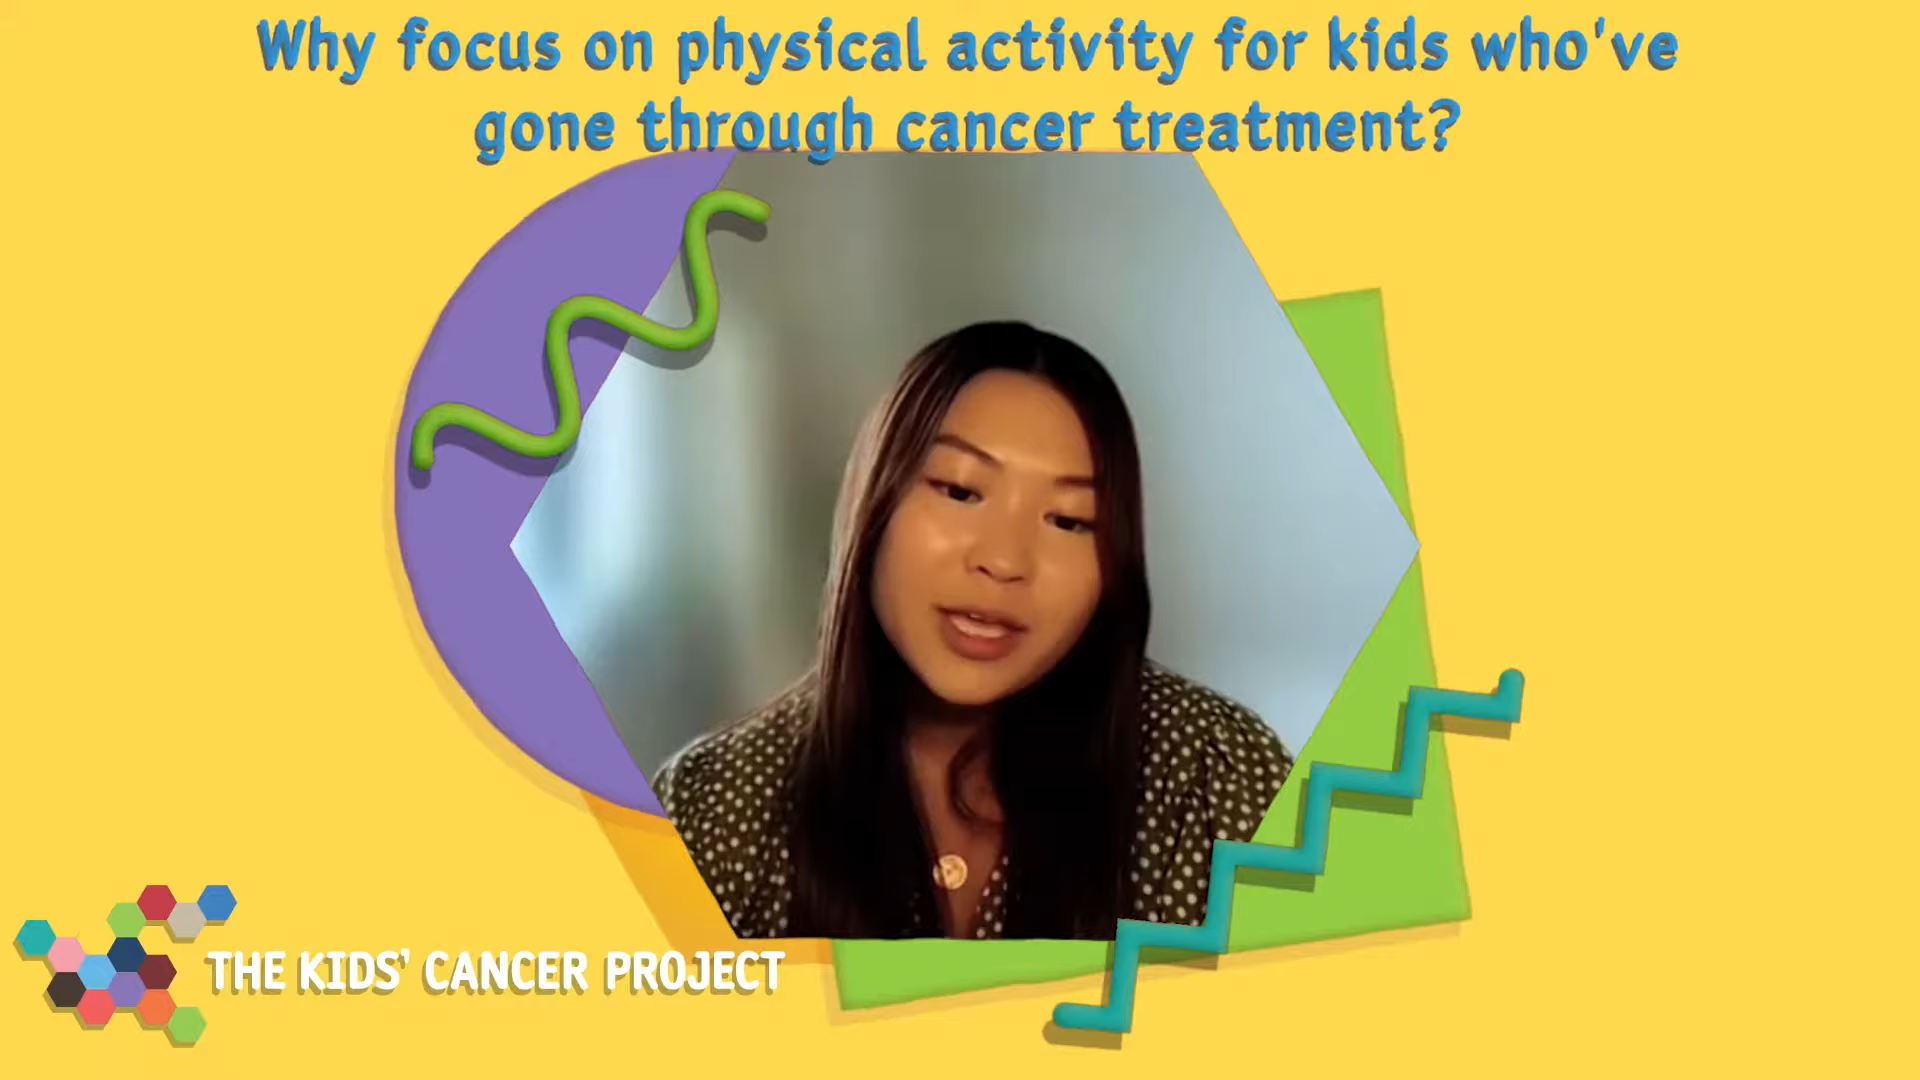 Why focus on physical activity for kids who've
gone through cancer treatment?
THE KIDS' CANCER PROJECT